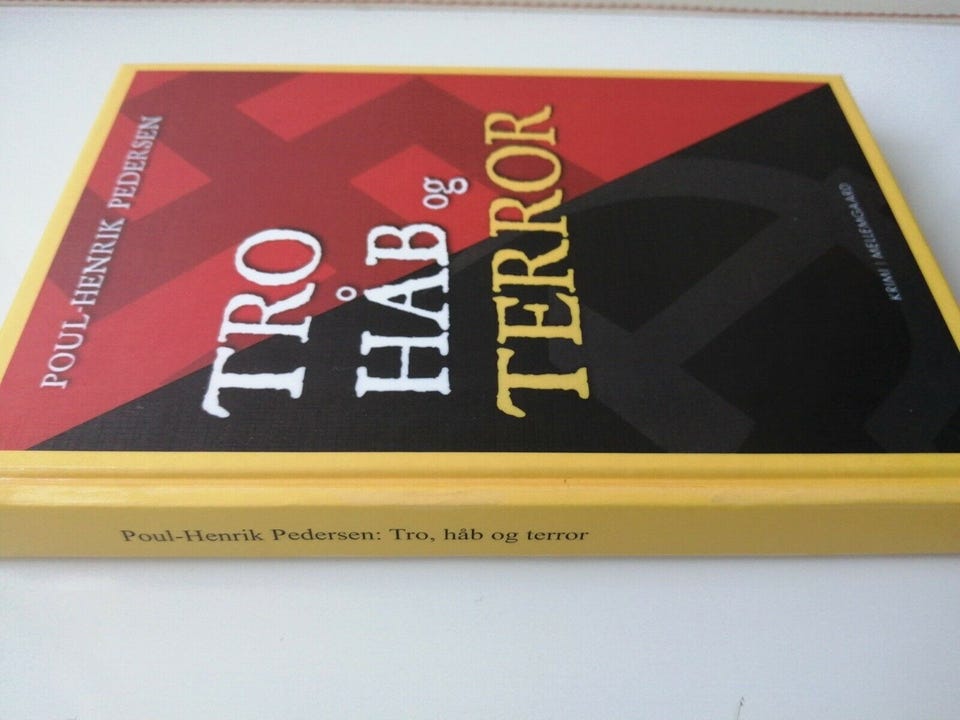 POUL-HENRIK PEDERSEN
TRO
HÅB og
TERROR
KRIMI | MELLEMGAARD
Poul-Henrik Pedersen: Tro, håb og terror